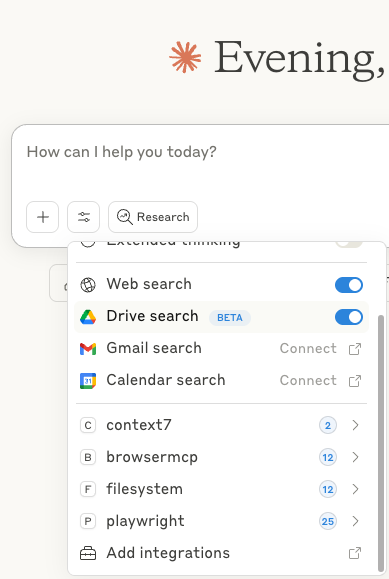 Evening,
How can I help you today?
Research
Extended thinking
Web search
Drive search BETA
Gmail search Connect
31 Calendar search Connect
C context7 2
B browsermcp 12
F filesystem 12
P playwright 25
Add integrations